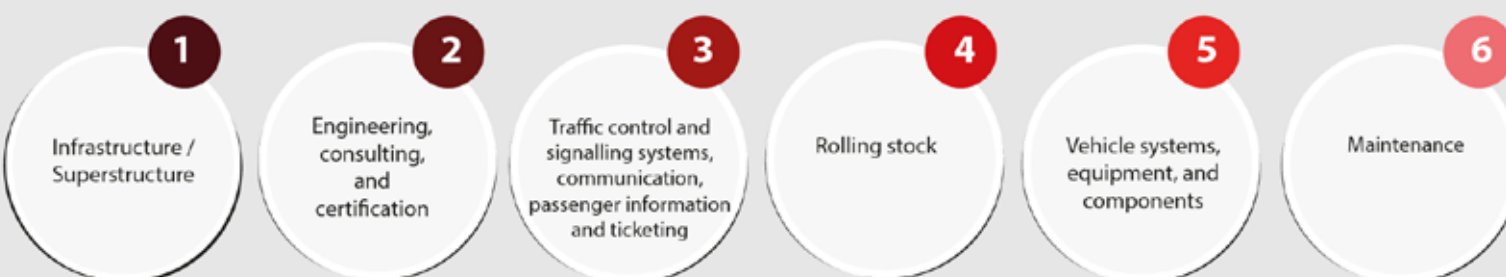 1
Infrastructure /
Superstructure
2
Engineering,
consulting,
and
certification
3
Traffic control and
signalling systems,
communication,
passenger information
and ticketing
4
Rolling stock
5
Vehicle systems,
equipment, and
components
6
Maintenance